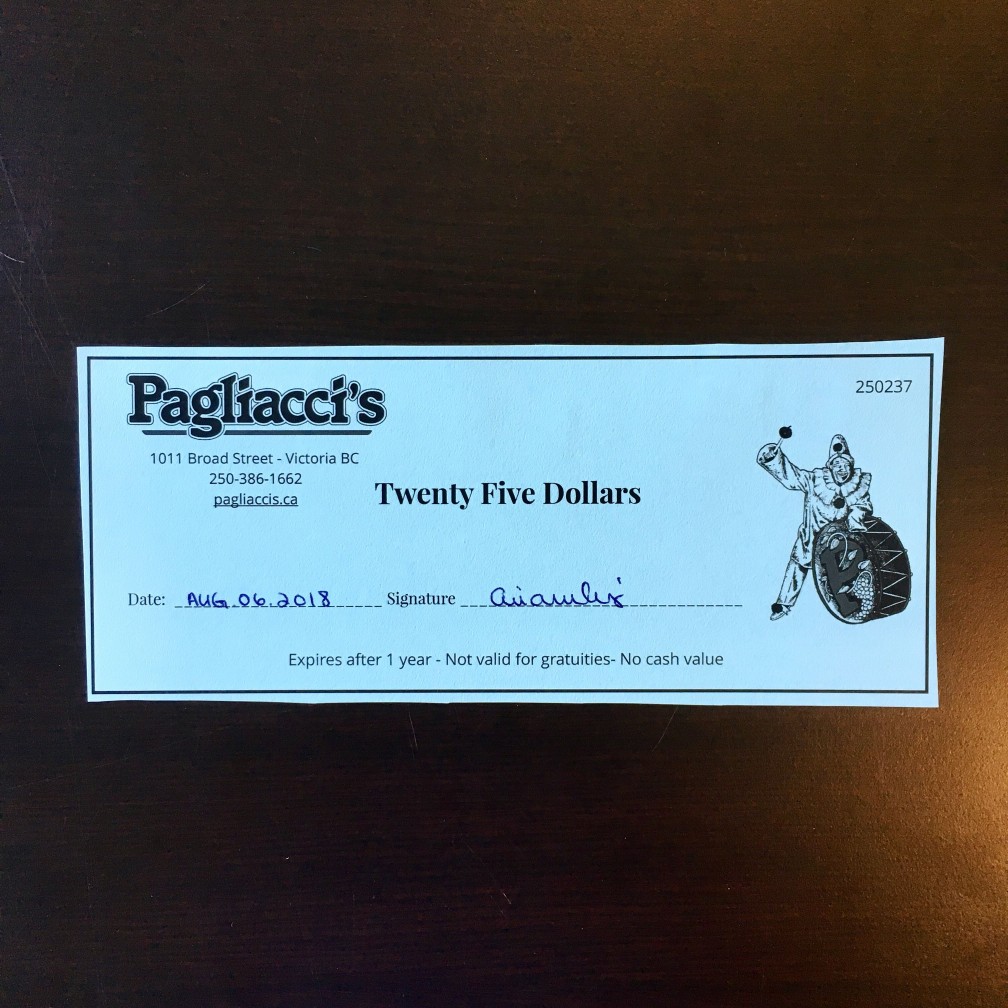 Pagliacci's
250237
1011 Broad Street - Victoria BC
250-386-1662
pagliaccis.ca
Twenty Five Dollars
Date: AUG.06.2018 Signature
Expires after 1 year - Not valid for gratuities- No cash value